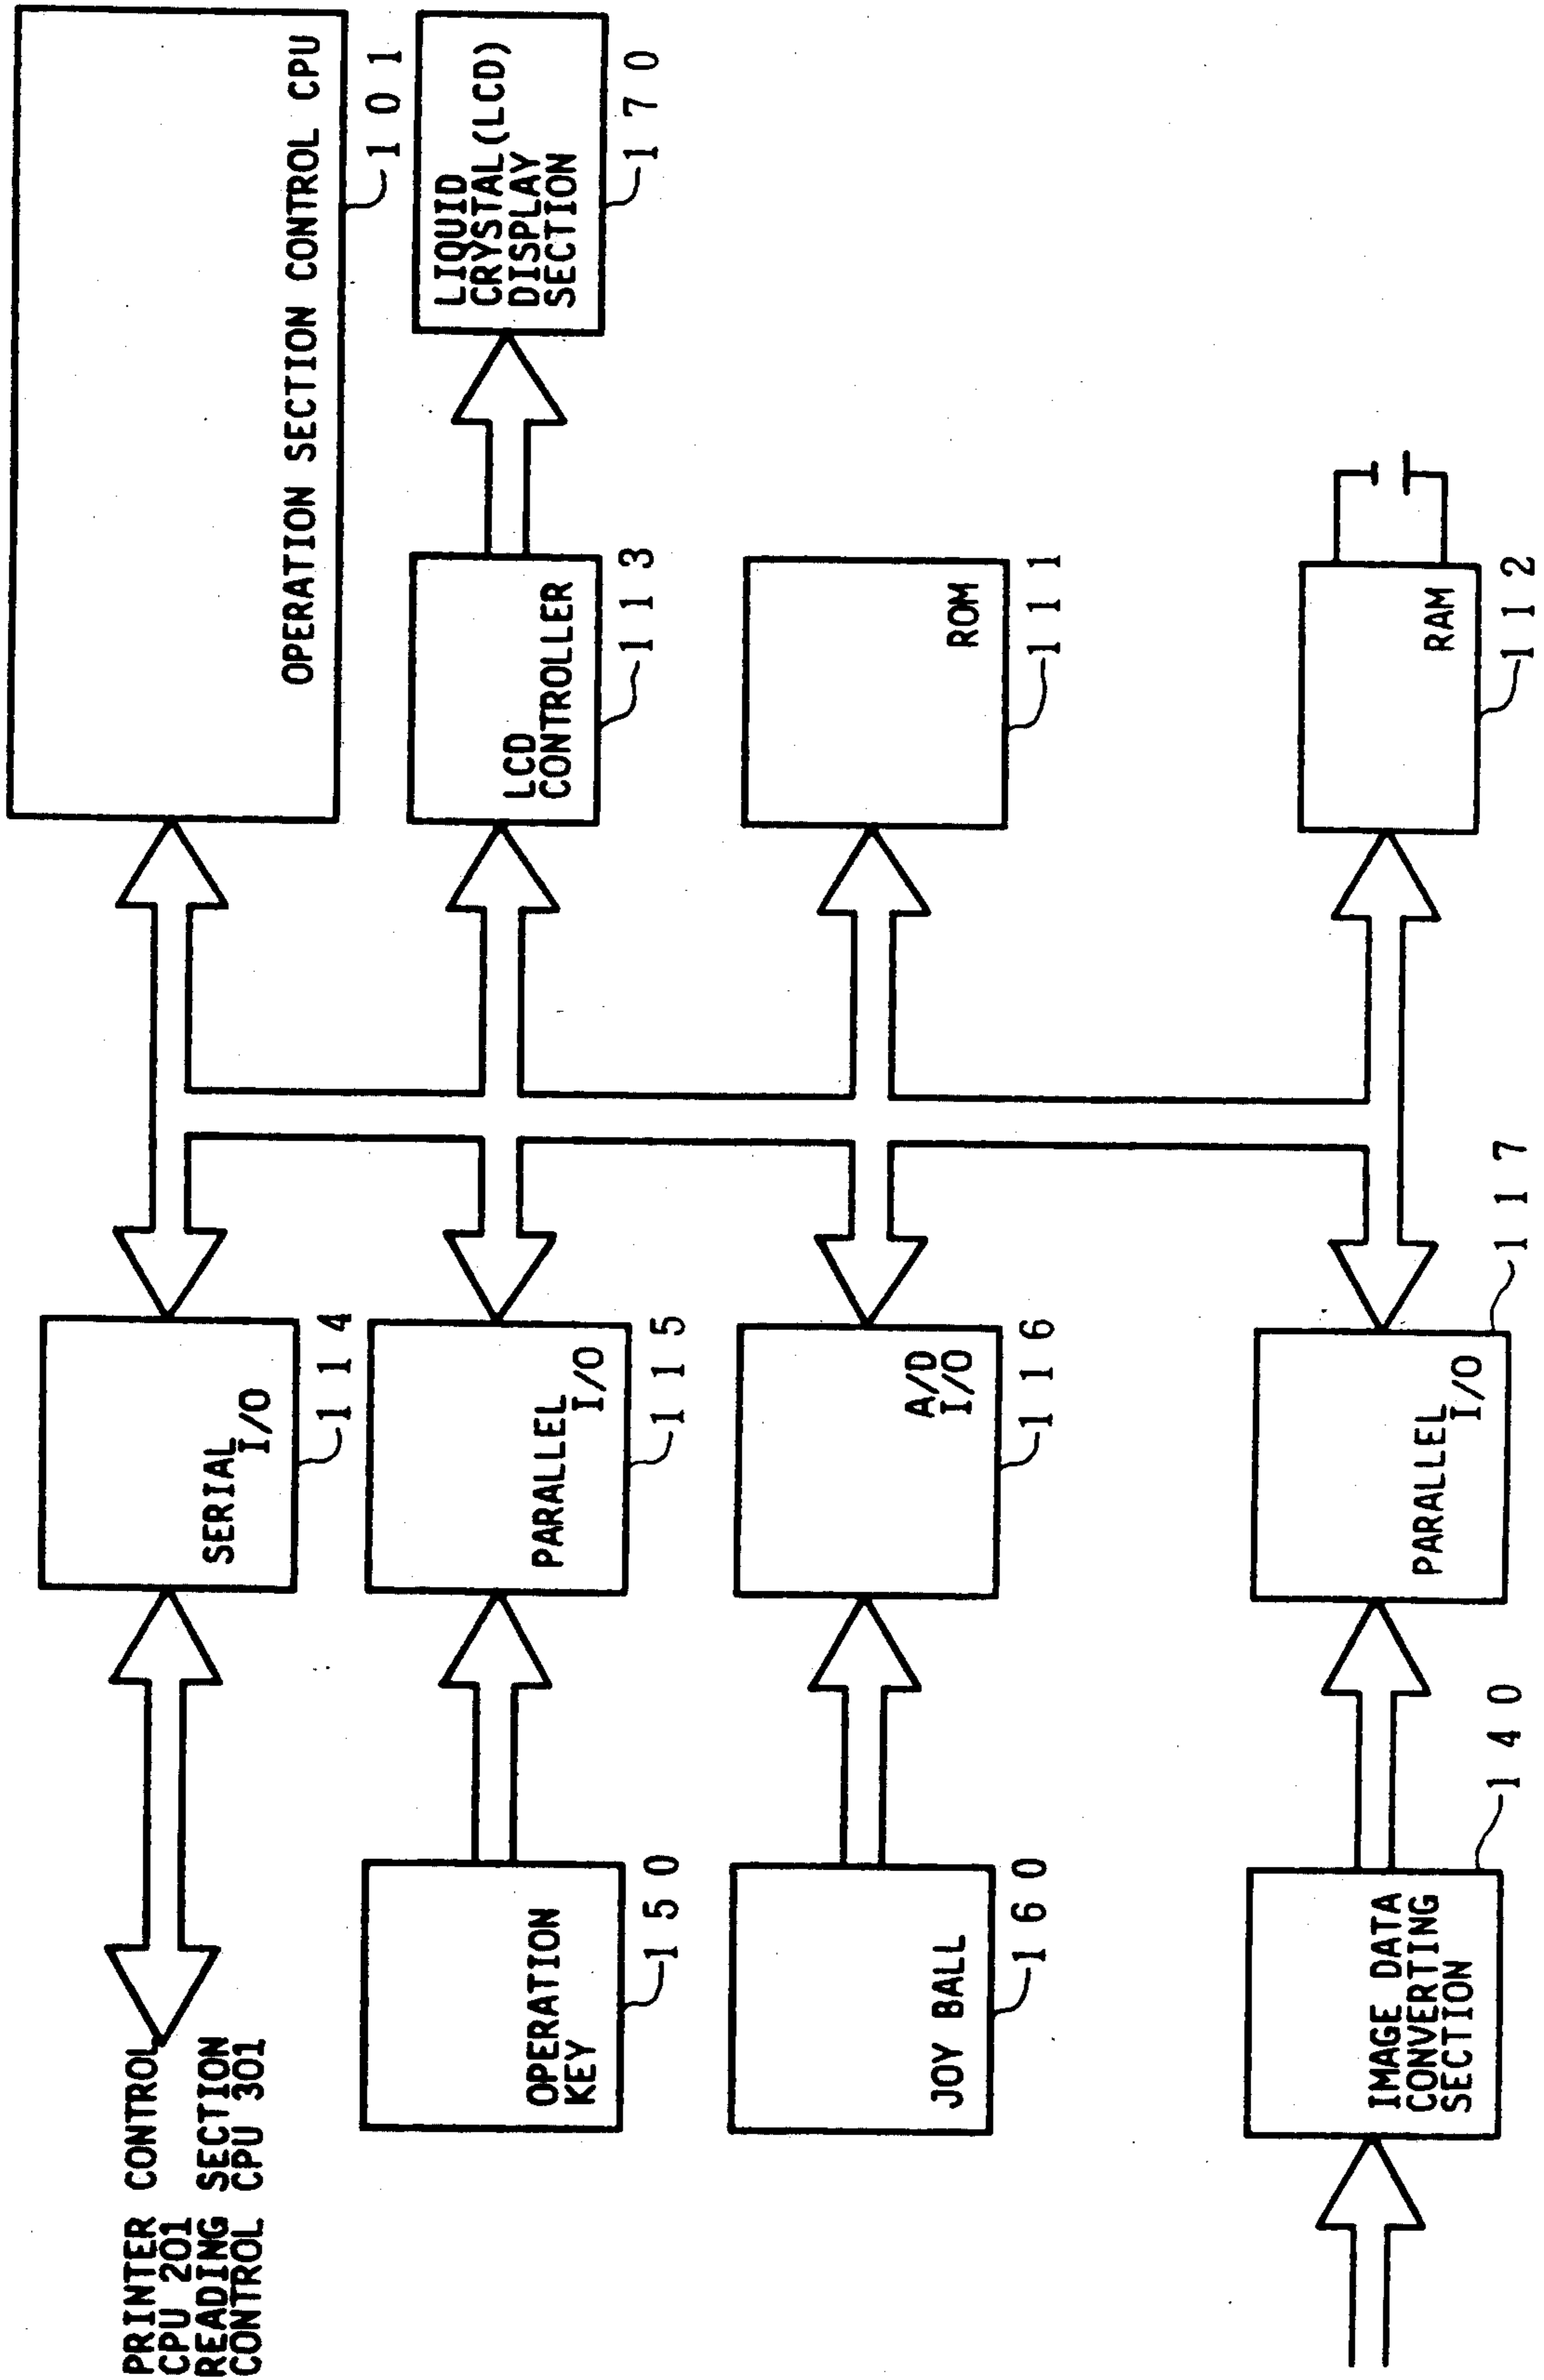 PRINTER CONTROL
CPU 201
READING SECTION
CONTROL CPU 301
SERIAL
I/O
114
OPERATION SECTION CONTROL CPU
101
OPERATION
KEY
150
PARALLEL
I/O
115
LCD
CONTROLLER
113
LIQUID
CRYSTAL(LCD)
DISPLAY
SECTION
170
JOY BALL
160
A/D
I/O
116
ROM
111
IMAGE DATA
CONVERTING
SECTION
140
PARALLEL
I/O
117
RAM
112